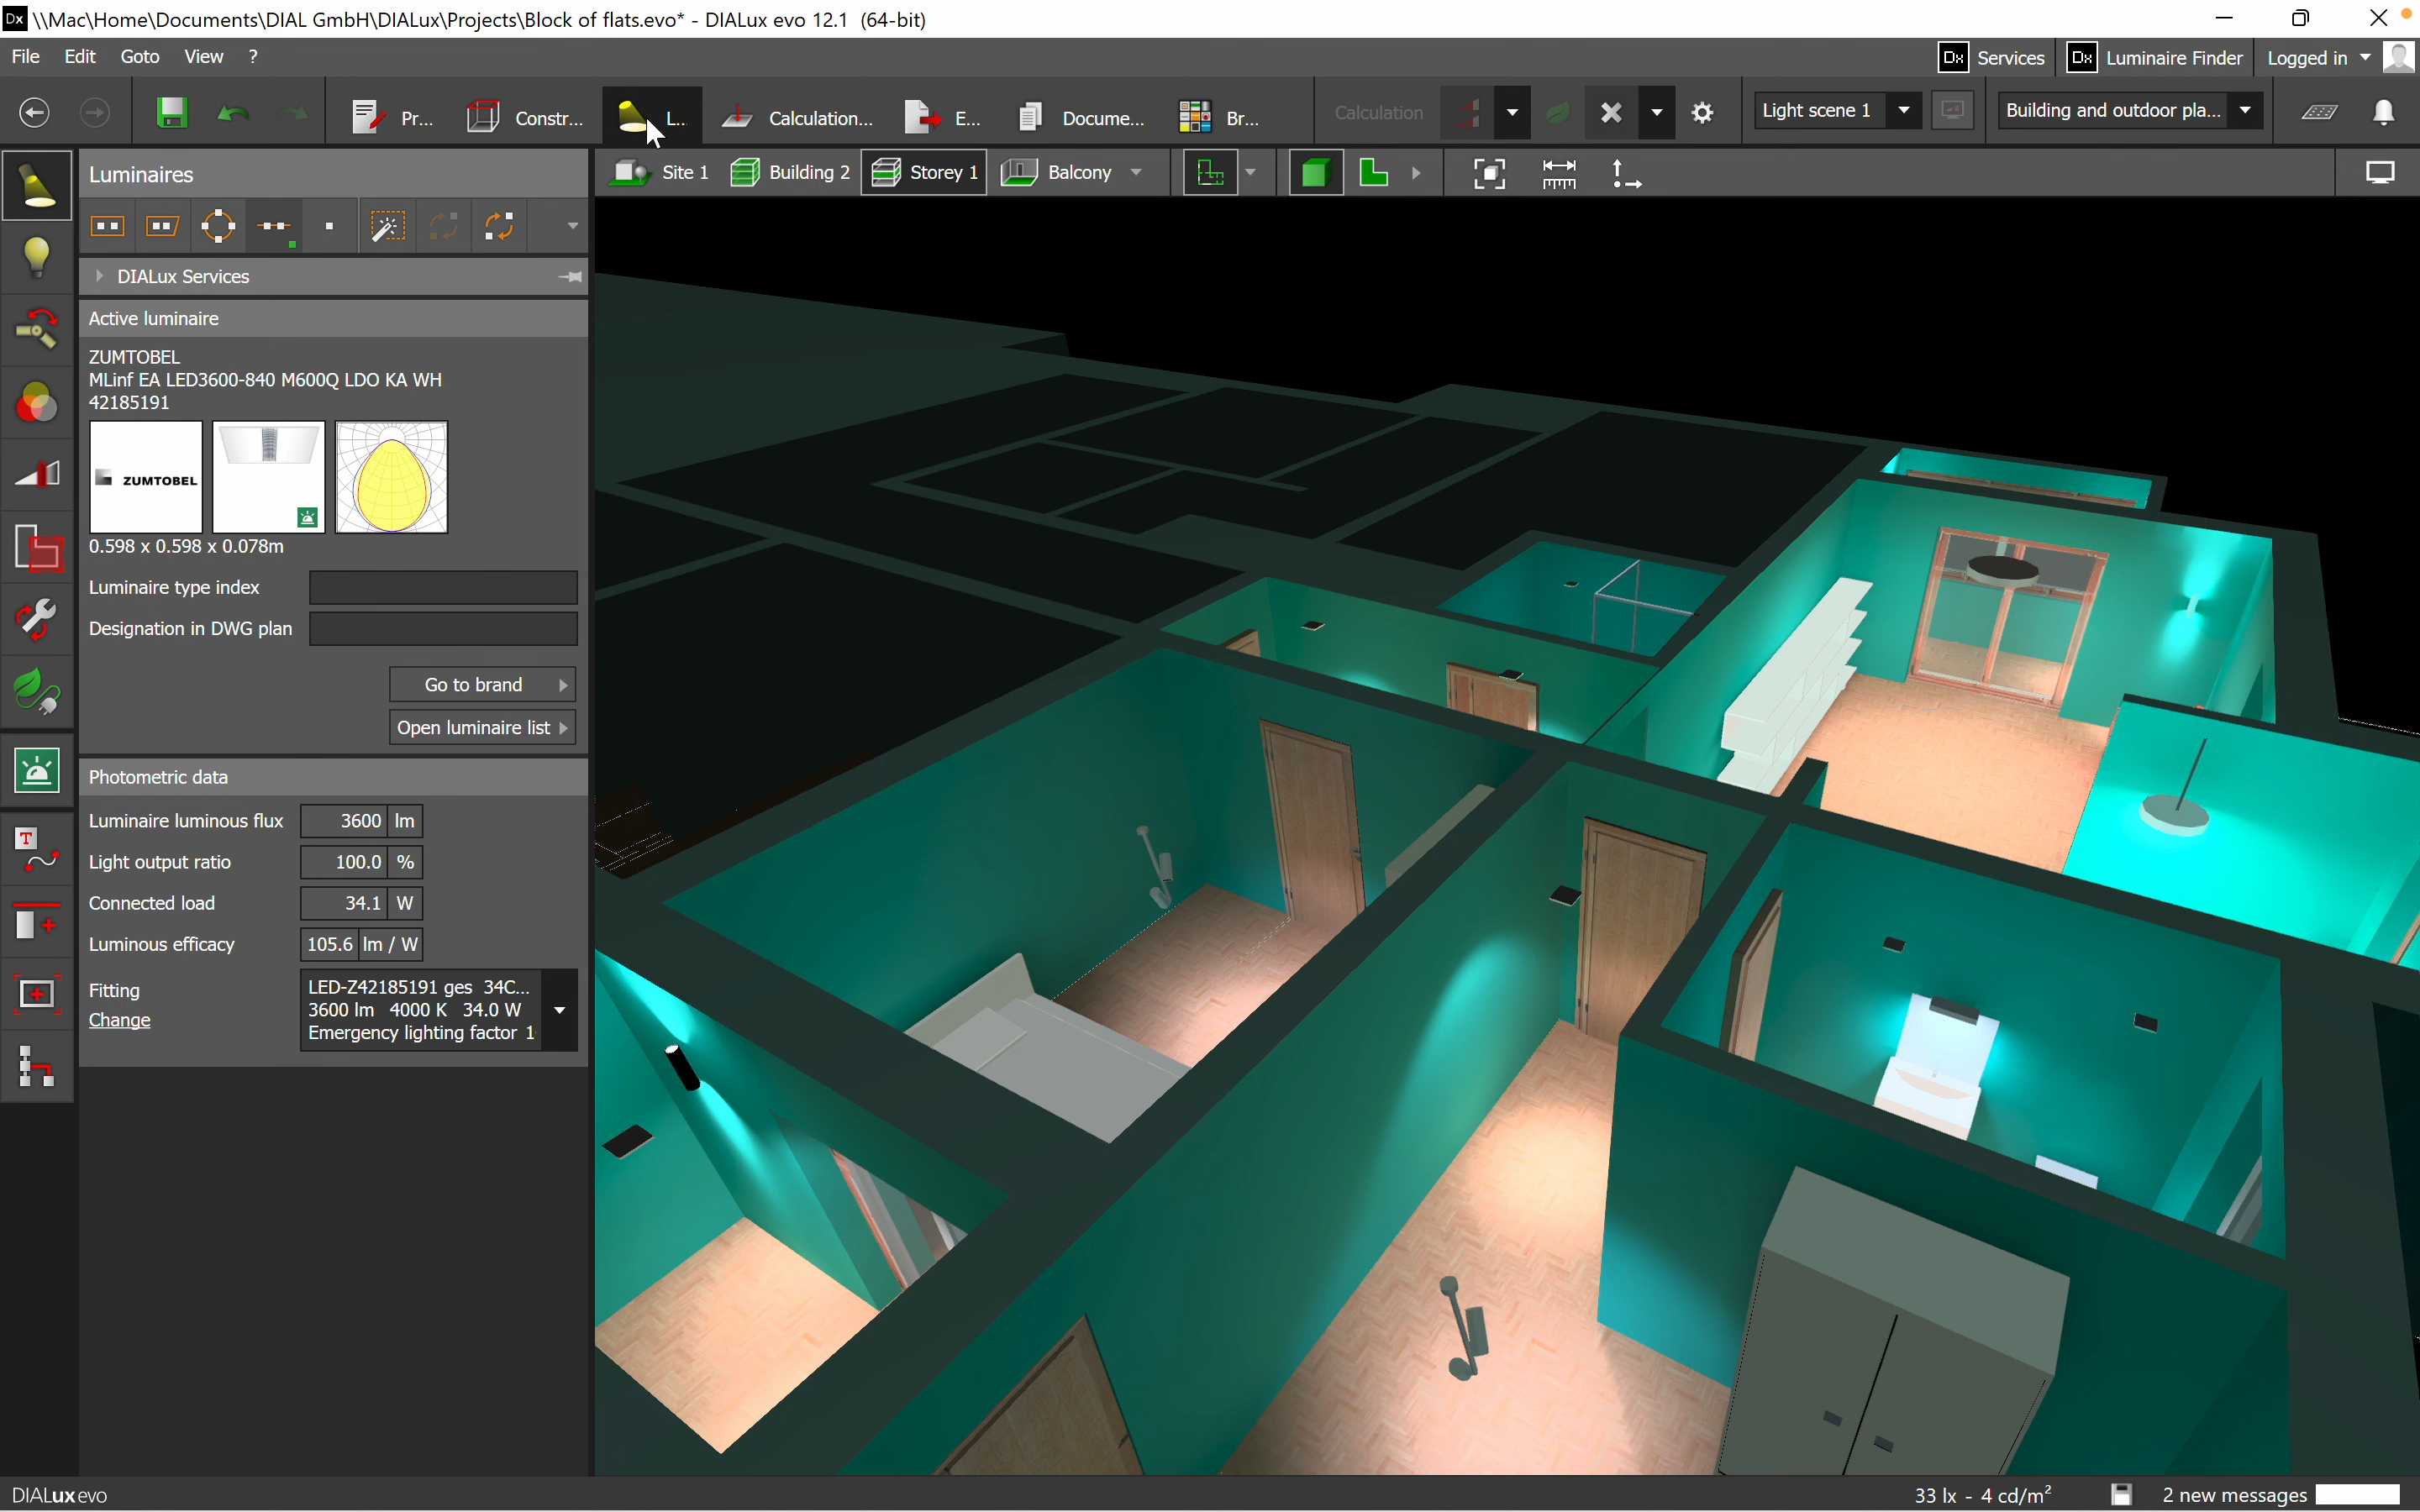 Dx \\Mac\Home\Documents\DIAL GmbH\DIALux\Projects\Block of flats.evo* - DIALux evo 12.1 (64-bit)
File Edit Goto View ? Dx Services Dx Luminaire Finder Logged in
Pr... Constr... L... Calculation... E... Docume... Br... Calculation Light scene 1 Building and outdoor pla...
Luminaires Site 1 Building 2 Storey 1 Balcony
DIALux Services
Active luminaire
ZUMTOBEL
MLinf EA LED3600-840 M600Q LDO KA WH
42185191
ZUMTOBEL
0.598 x 0.598 x 0.078m
Luminaire type index
Designation in DWG plan
Go to brand
Open luminaire list
Photometric data
Luminaire luminous flux 3600 lm
Light output ratio 100.0 %
Connected load 34.1 W
T
Luminous efficacy 105.6 lm / W
Fitting LED-Z42185191 ges 34C...
3600 lm 4000 K 34.0 W
Change Emergency lighting factor 1
DIALux evo 33 lx - 4 cd/m² 2 new messages